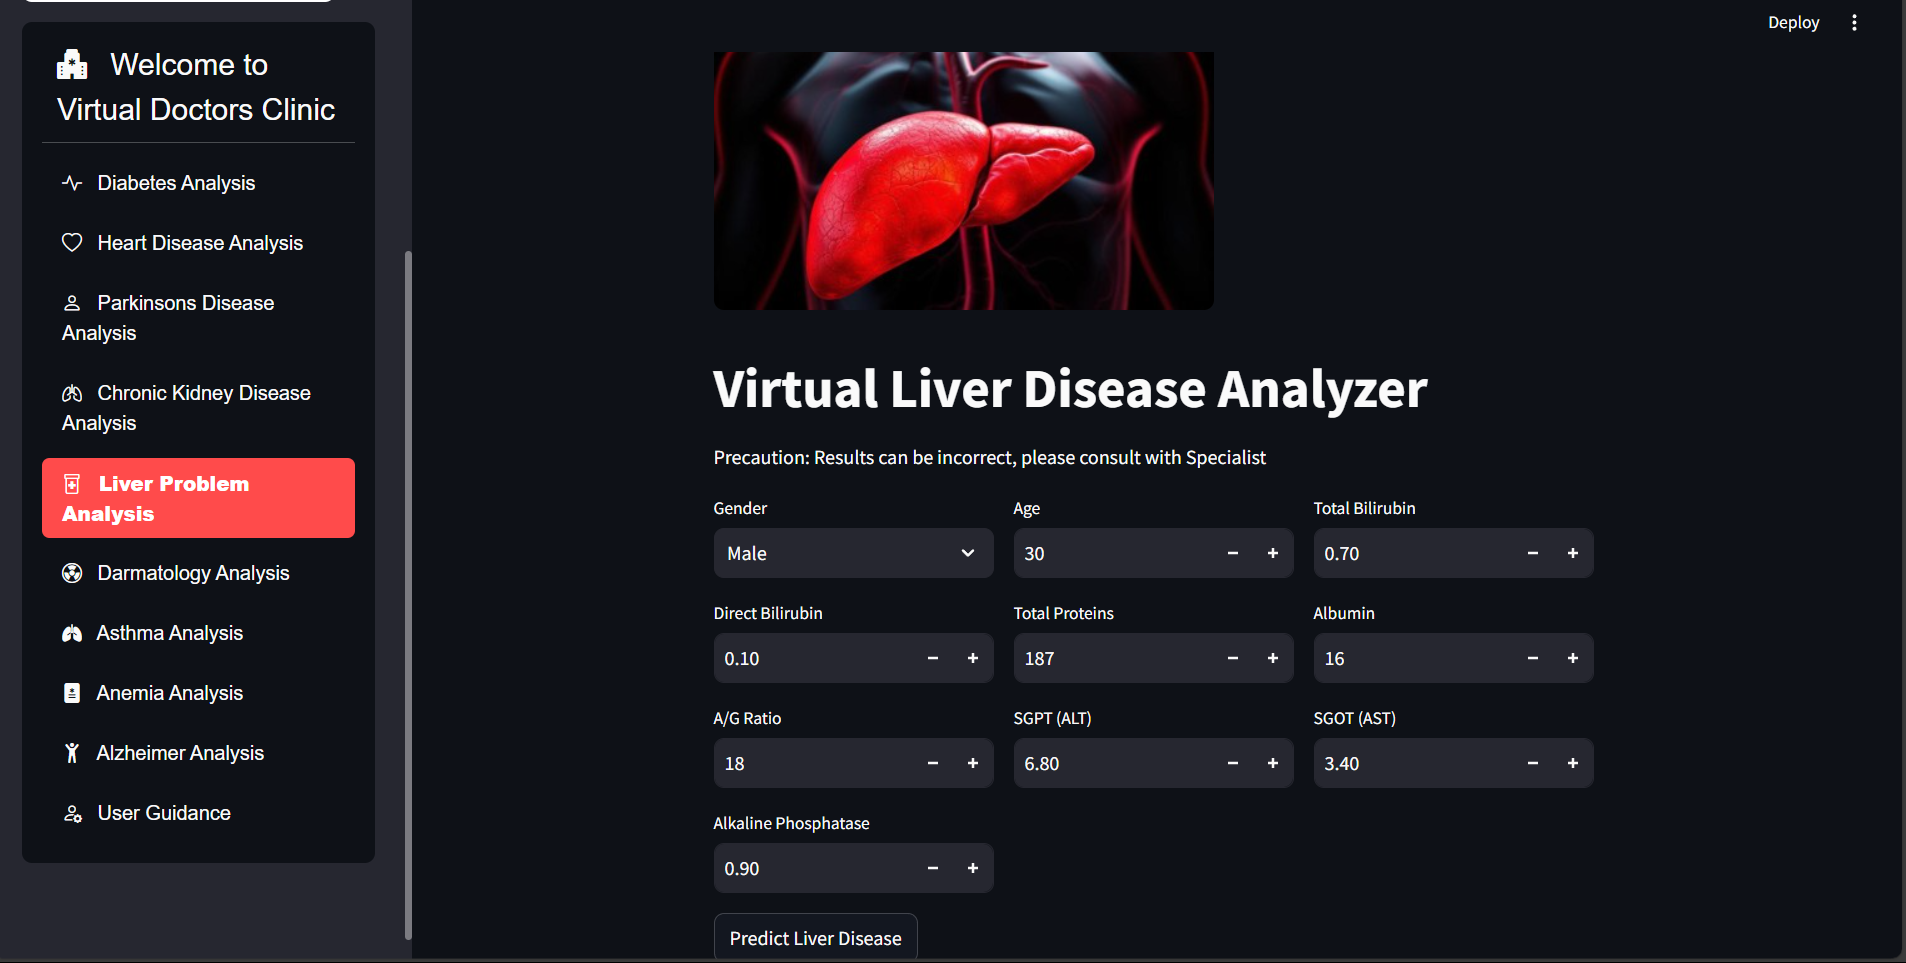 Welcome to
Virtual Doctors Clinic
Diabetes Analysis
Heart Disease Analysis
Parkinsons Disease
Analysis
Chronic Kidney Disease
Analysis
Liver Problem
Analysis
Darmatology Analysis
Asthma Analysis
Anemia Analysis
Alzheimer Analysis
User Guidance
Deploy
Virtual Liver Disease Analyzer
Precaution: Results can be incorrect, please consult with Specialist
Gender
Age
Total Bilirubin
Male
30
0.70
Direct Bilirubin
Total Proteins
Albumin
0.10
187
16
A/G Ratio
SGPT (ALT)
SGOT (AST)
18
6.80
3.40
Alkaline Phosphatase
0.90
Predict Liver Disease